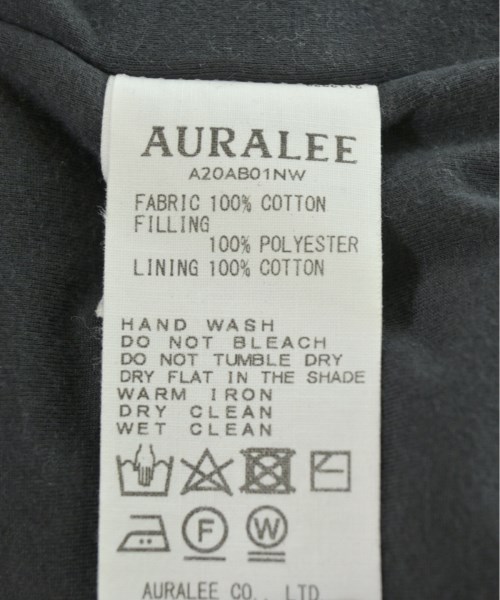 AURALEE
A20AB01NW
FABRIC 100% COTTON
FILLING
100% POLYESTER
LINING 100% COTTON
HAND WASH
DO NOT BLEACH
DO NOT TUMBLE DRY
DRY FLAT IN THE SHADE
WARM IRON
DRY CLEAN
WET CLEAN
F W
AURALEE CO., LTD